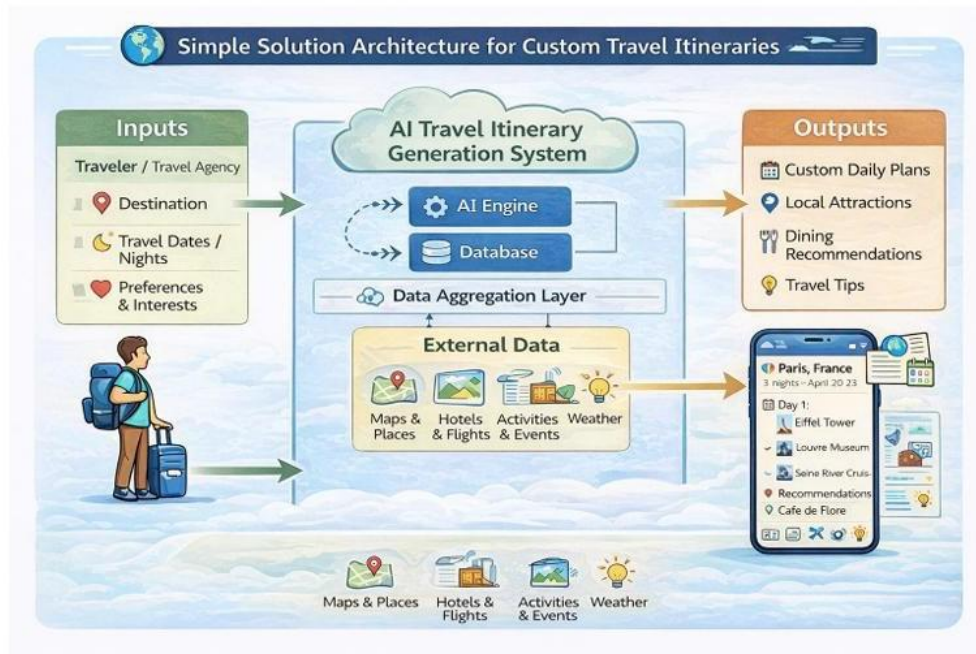 Simple Solution Architecture for Custom Travel Itineraries
Inputs
Traveler / Travel Agency
Destination
Travel Dates /
Nights
Preferences
& Interests
AI Travel Itinerary
Generation System
AI Engine
Database
Data Aggregation Layer
External Data
Maps &
Places
Hotels
& Flights
Activities
& Events
Weather
Outputs
Custom Daily Plans
Local Attractions
Dining
Recommendations
Travel Tips
Paris, France
3 nights - April 20 23
Day 1:
Eiffel Tower
Louvre Museum
Seine River Cruis
Recommendations
Cafe de Flore
Maps & Places
Hotels &
Flights
Activities
& Events
Weather